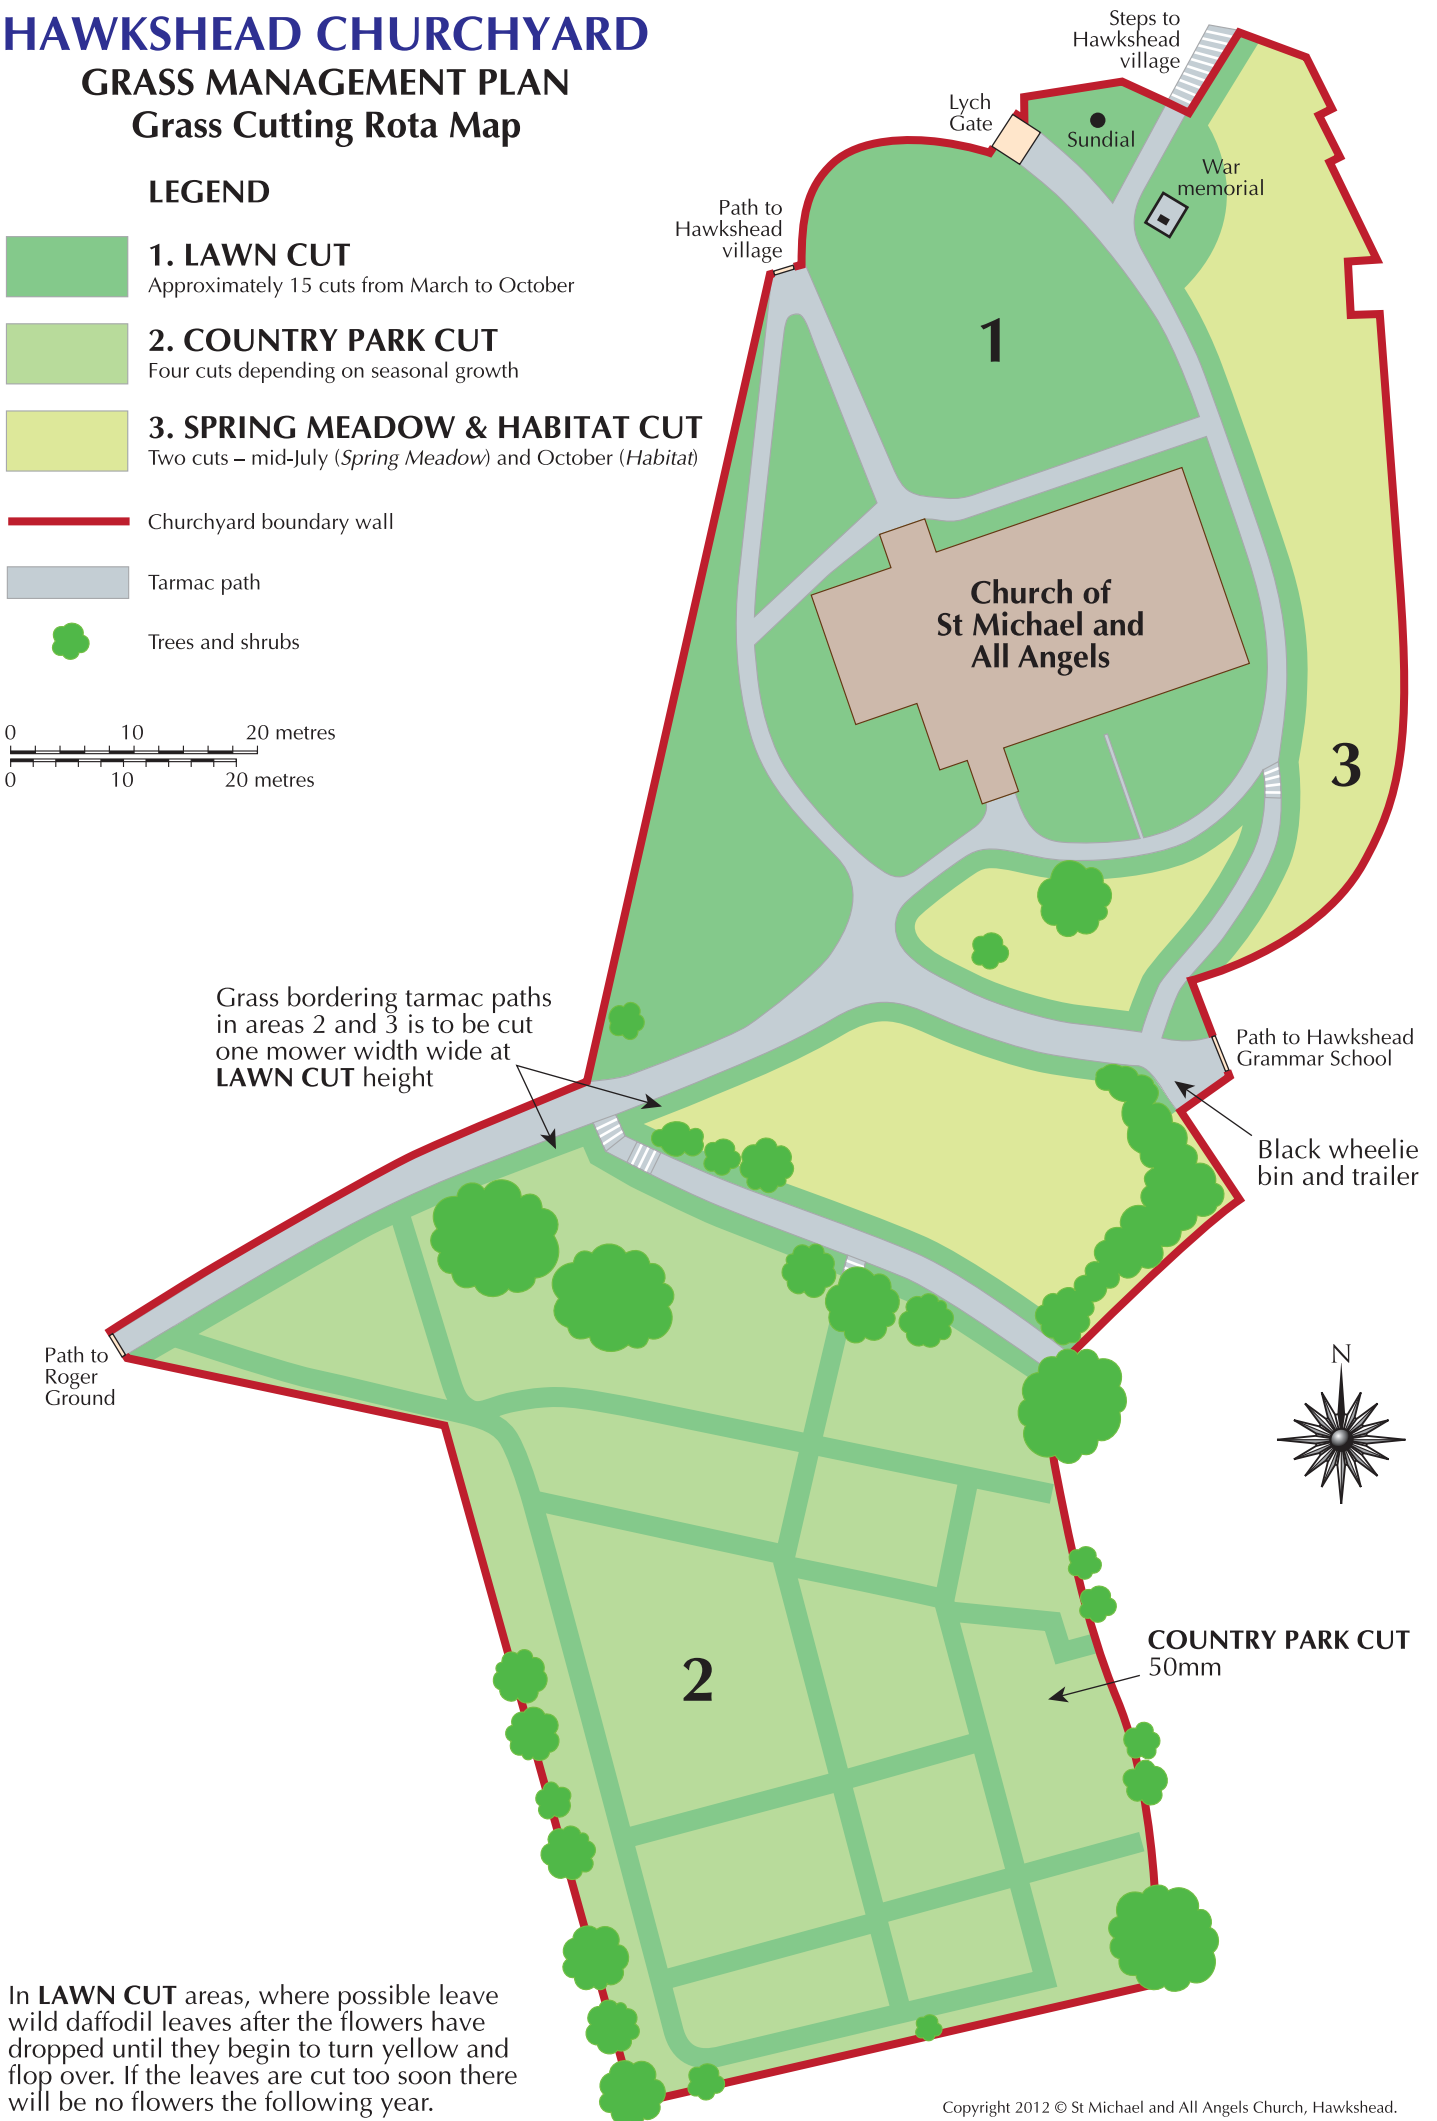 HAWKSHEAD CHURCHYARD
GRASS MANAGEMENT PLAN
Grass Cutting Rota Map
LEGEND
1. LAWN CUT
Approximately 15 cuts from March to October
2. COUNTRY PARK CUT
Four cuts depending on seasonal growth
3. SPRING MEADOW & HABITAT CUT
Two cuts – mid-July (Spring Meadow) and October (Habitat)
Churchyard boundary wall
Tarmac path
Trees and shrubs
0 10 20 metres
0 10 20 metres
Steps to
Hawkshead
village
Lych
Gate
Sundial
War
memorial
Path to
Hawkshead
village
1
Church of
St Michael and
All Angels
3
Grass bordering tarmac paths
in areas 2 and 3 is to be cut
one mower width wide at
LAWN CUT height
Path to Hawkshead
Grammar School
Black wheelie
bin and trailer
Path to
Roger
Ground
N
COUNTRY PARK CUT
50mm
2
In LAWN CUT areas, where possible leave
wild daffodil leaves after the flowers have
dropped until they begin to turn yellow and
flop over. If the leaves are cut too soon there
will be no flowers the following year.
Copyright 2012 © St Michael and All Angels Church, Hawkshead.